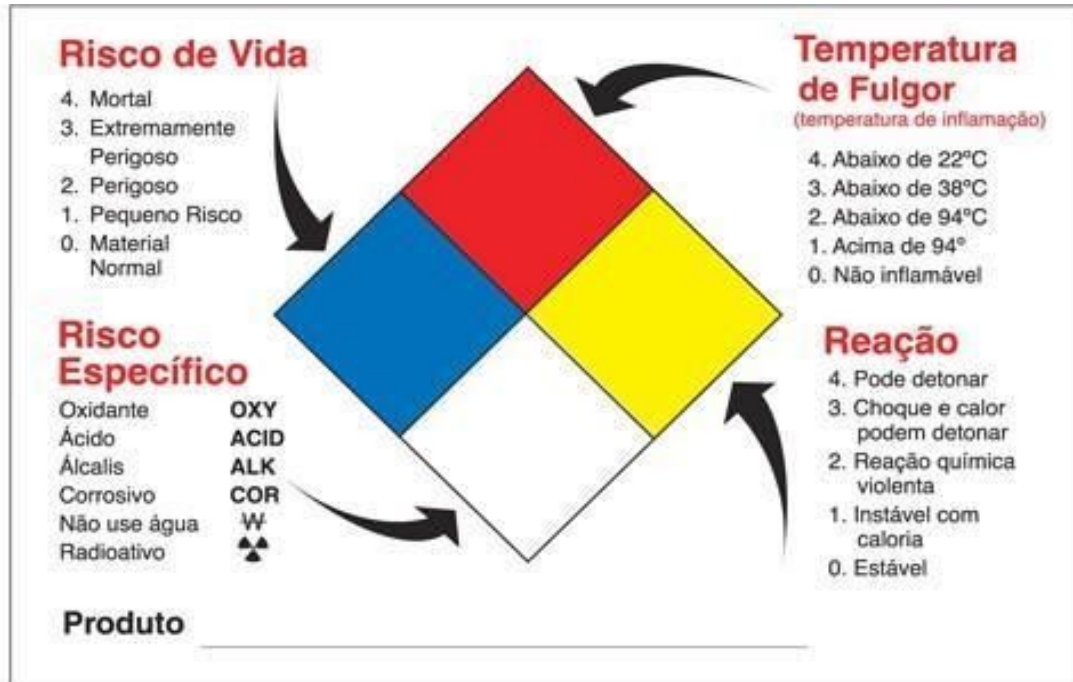 Risco de Vida
4. Mortal
3. Extremamente
Perigoso
2. Perigoso
1. Pequeno Risco
0. Material
Normal
Temperatura
de Fulgor
(temperatura de inflamação)
4. Abaixo de 22ºC
3. Abaixo de 38ºC
2. Abaixo de 94ºC
1. Acima de 94º
0. Não inflamável
Risco
Específico
Oxidante OXY
Ácido ACID
Álcalis ALK
Corrosivo COR
Não use água W
Radioativo
Reação
4. Pode detonar
3. Choque e calor
podem detonar
2. Reação química
violenta
1. Instável com
caloria
0. Estável
Produto